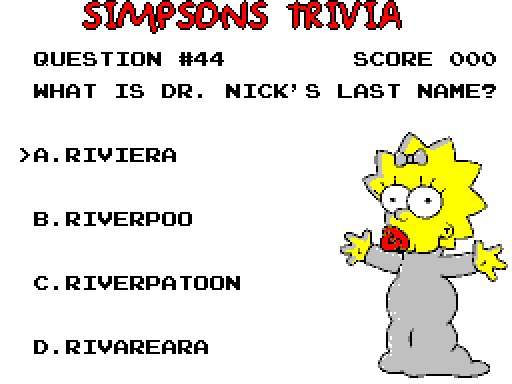 SIMPSONS TRIVIA
QUESTION #44 SCORE 000
WHAT IS DR. NICK'S LAST NAME?
>A.RIVIERA
B.RIVERPOO
C.RIVERPATOON
D.RIVAREARA